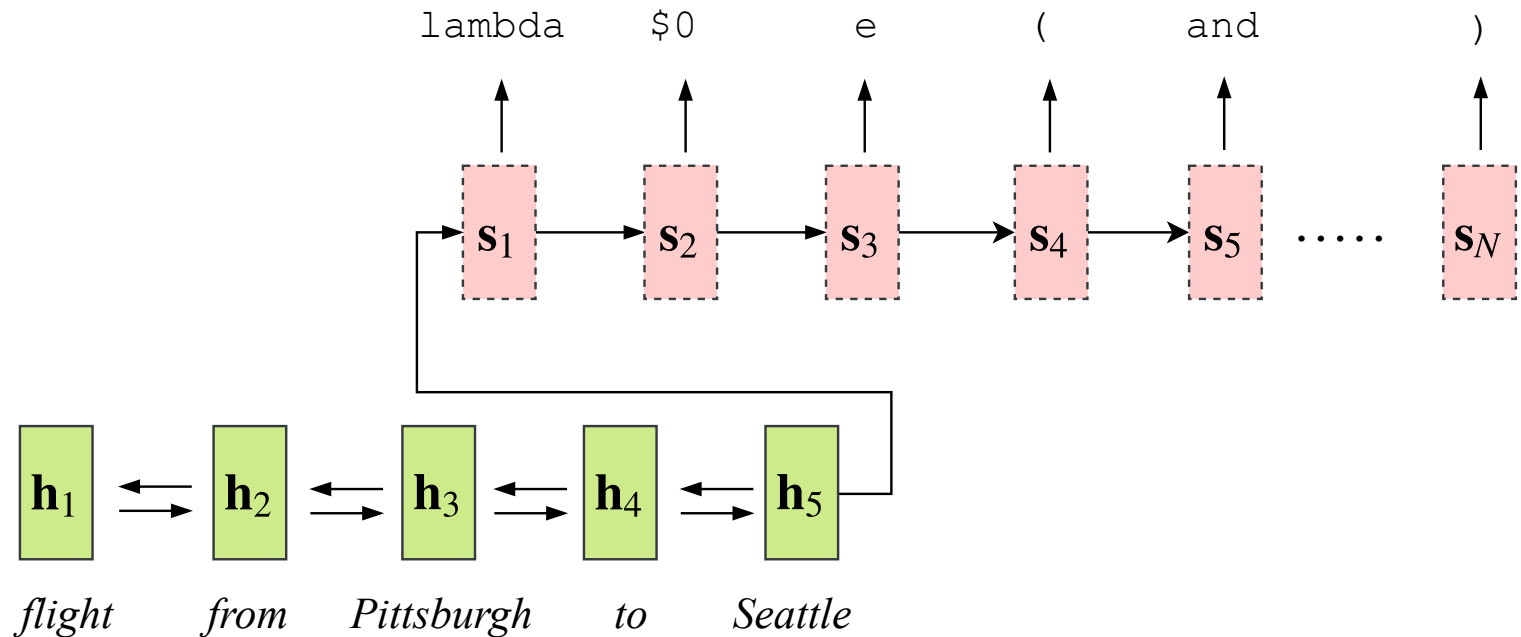 lambda $0 e ( and )
s1 s2 s3 s4 s5 ..... sN
h1 h2 h3 h4 h5
flight from Pittsburgh to Seattle